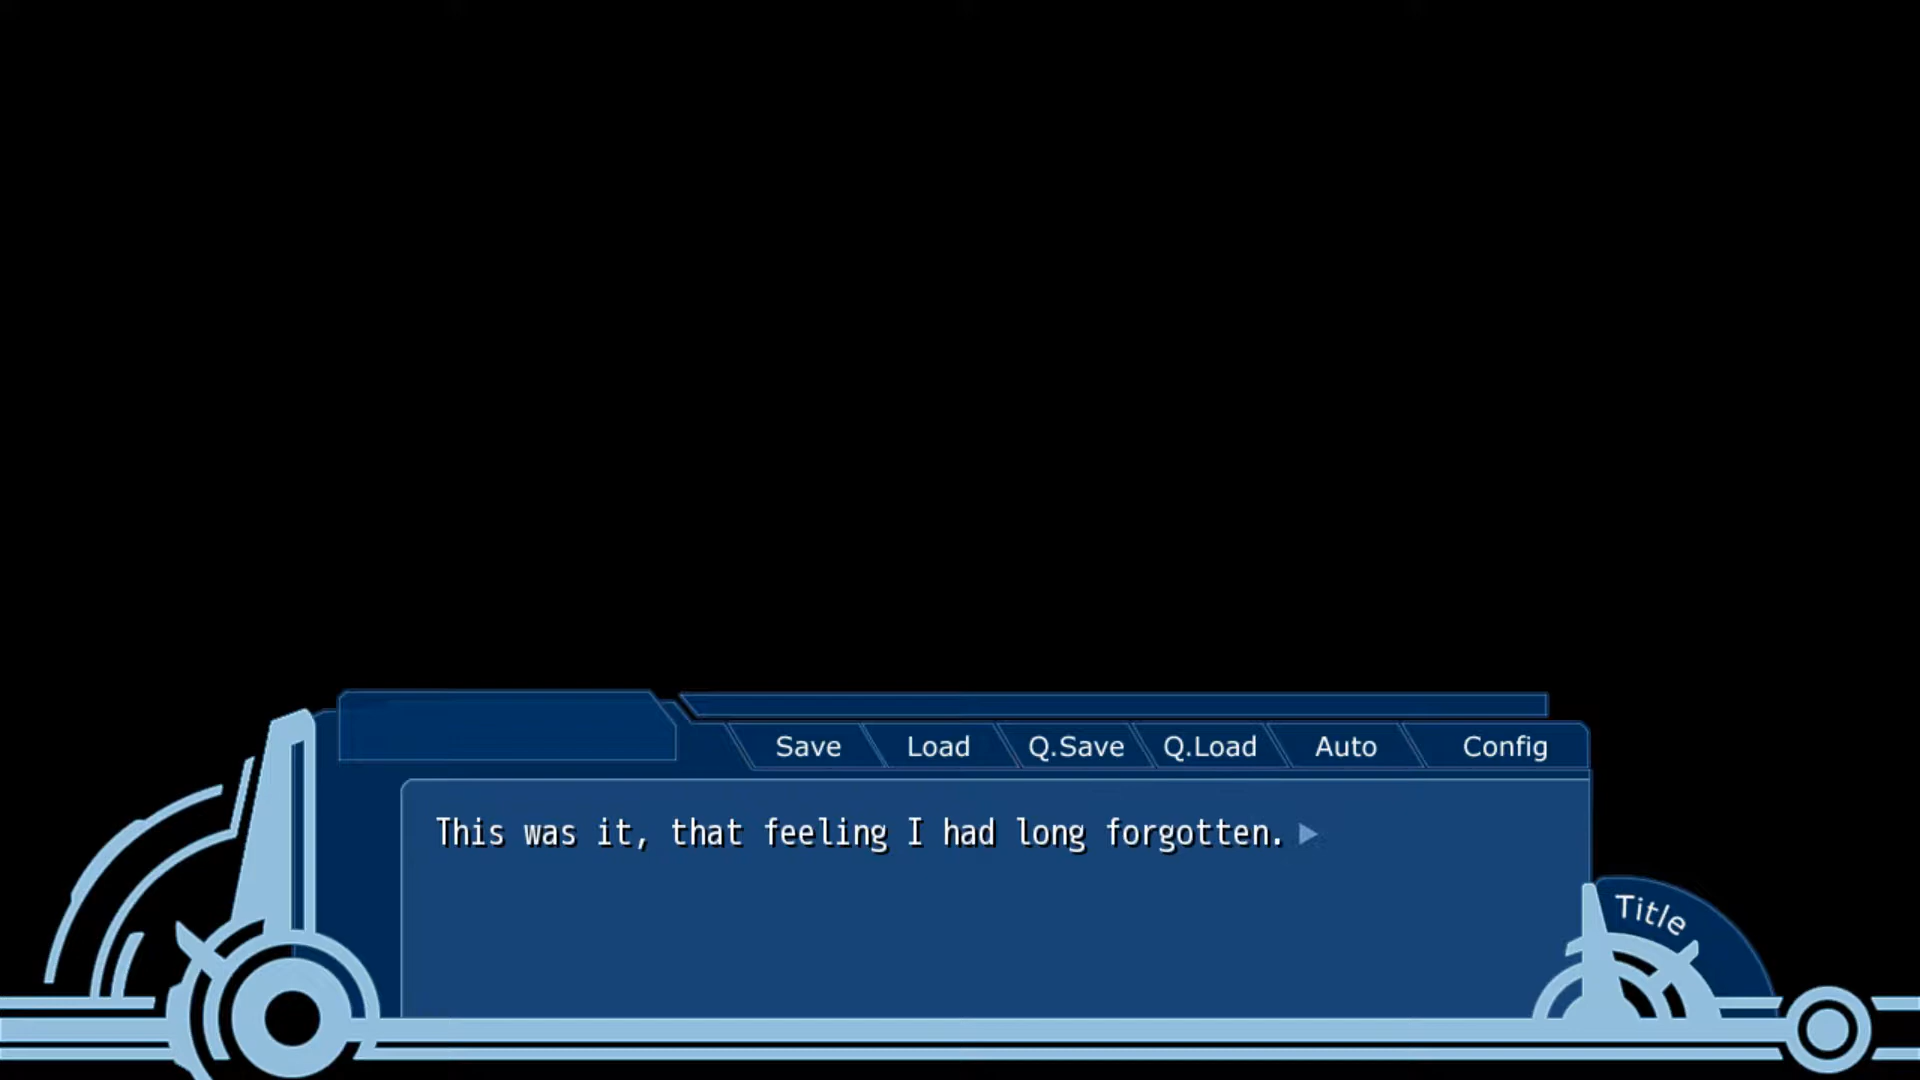 Save Load Q.Save Q.Load Auto Config
This was it, that feeling I had long forgotten.
Title